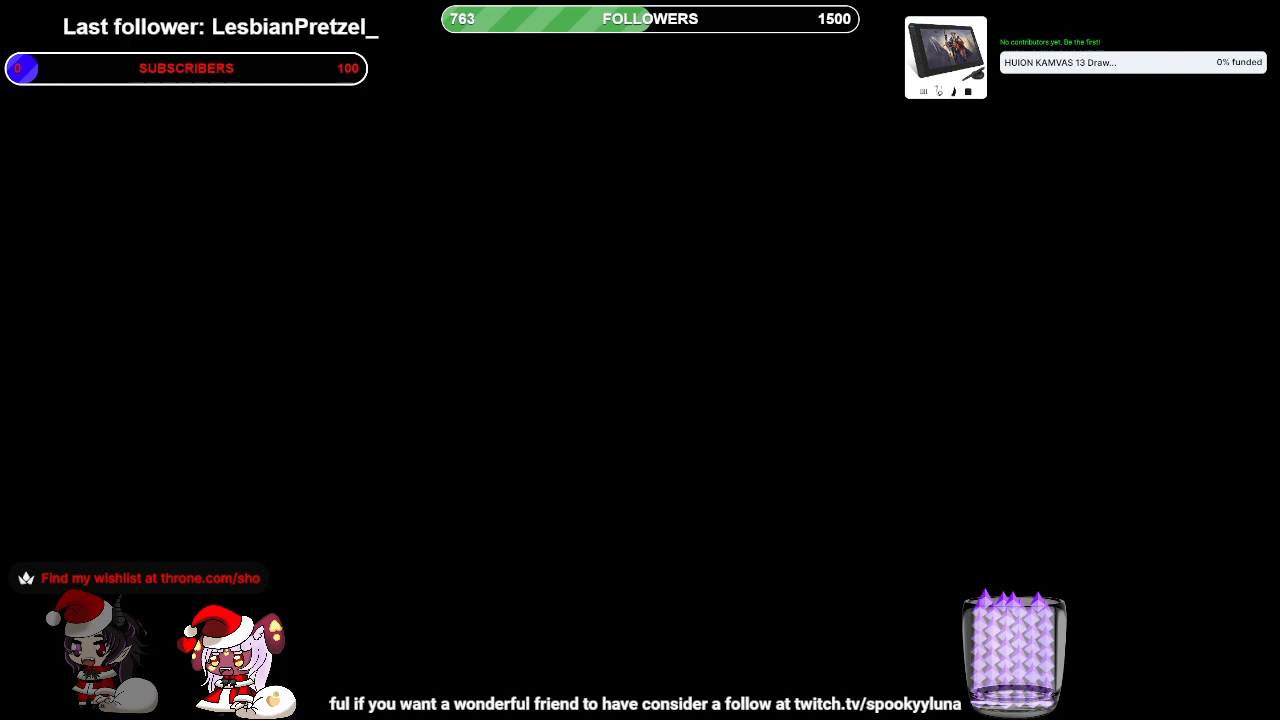 Last follower: LesbianPretzel_
763 FOLLOWERS 1500
0 SUBSCRIBERS 100
No contributors yet. Be the first!
HUION KAMVAS 13 Draw... 0% funded
Find my wishlist at throne.com/sho
ful if you want a wonderful friend to have consider a follow at twitch.tv/spookyyluna